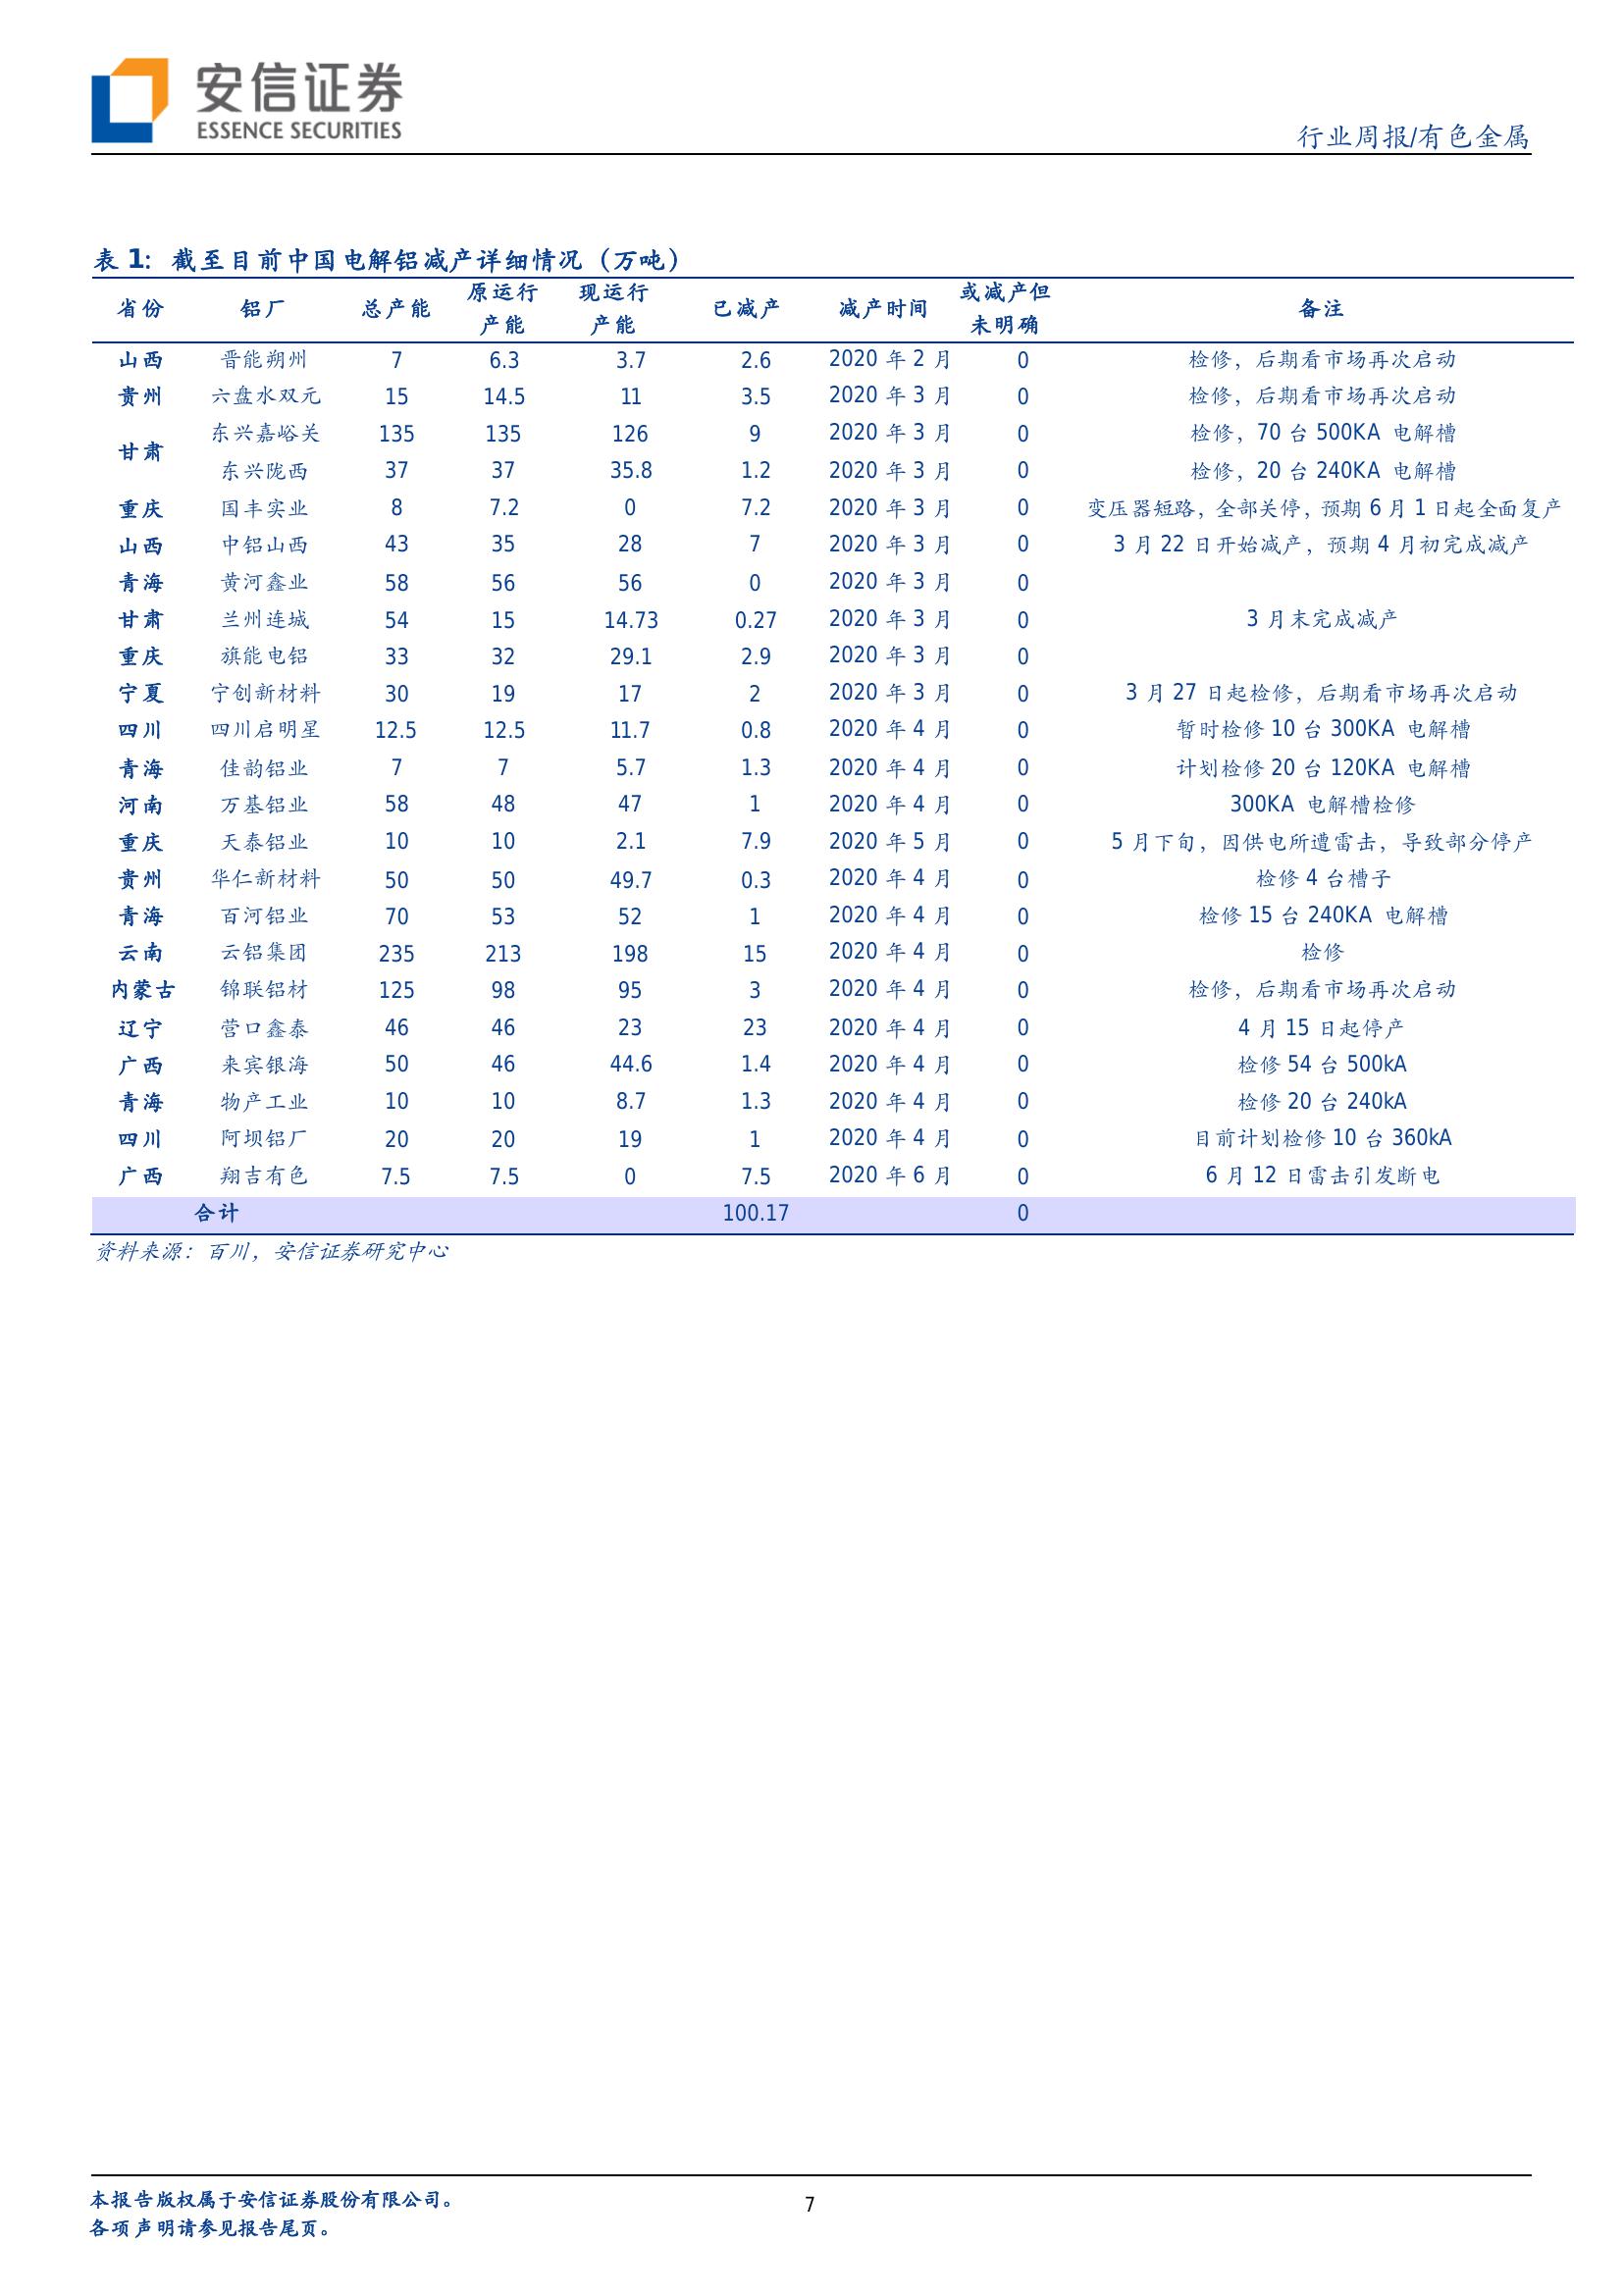 安信证券
ESSENCE SECURITIES
行业周报/有色金属
表 1：截至目前中国电解铝减产详细情况（万吨）
省份 铝厂 总产能 原运行产能 现运行产能 已减产 减产时间 或减产但未明确 备注
山西 晋能朔州 7 6.3 3.7 2.6 2020 年 2 月 0 检修，后期看市场再次启动
贵州 六盘水双元 15 14.5 11 3.5 2020 年 3 月 0 检修，后期看市场再次启动
甘肃 东兴嘉峪关 135 135 126 9 2020 年 3 月 0 检修，70 台 500KA 电解槽
东兴陇西 37 37 35.8 1.2 2020 年 3 月 0 检修，20 台 240KA 电解槽
重庆 国丰实业 8 7.2 0 7.2 2020 年 3 月 0 变压器短路，全部关停，预期 6 月 1 日起全面复产
山西 中铝山西 43 35 28 7 2020 年 3 月 0 3 月 22 日开始减产，预期 4 月初完成减产
青海 黄河鑫业 58 56 56 0 2020 年 3 月 0
甘肃 兰州连城 54 15 14.73 0.27 2020 年 3 月 0 3 月末完成减产
重庆 旗能电铝 33 32 29.1 2.9 2020 年 3 月 0
宁夏 宁创新材料 30 19 17 2 2020 年 3 月 0 3 月 27 日起检修，后期看市场再次启动
四川 四川启明星 12.5 12.5 11.7 0.8 2020 年 4 月 0 暂时检修 10 台 300KA 电解槽
青海 佳韵铝业 7 7 5.7 1.3 2020 年 4 月 0 计划检修 20 台 120KA 电解槽
河南 万基铝业 58 48 47 1 2020 年 4 月 0 300KA 电解槽检修
重庆 天泰铝业 10 10 2.1 7.9 2020 年 5 月 0 5 月下旬，因供电所遭雷击，导致部分停产
贵州 华仁新材料 50 50 49.7 0.3 2020 年 4 月 0 检修 4 台槽子
青海 百河铝业 70 53 52 1 2020 年 4 月 0 检修 15 台 240KA 电解槽
云南 云铝集团 235 213 198 15 2020 年 4 月 0 检修
内蒙古 锦联铝材 125 98 95 3 2020 年 4 月 0 检修，后期看市场再次启动
辽宁 营口鑫泰 46 46 23 23 2020 年 4 月 0 4 月 15 日起停产
广西 来宾银海 50 46 44.6 1.4 2020 年 4 月 0 检修 54 台 500kA
青海 物产工业 10 10 8.7 1.3 2020 年 4 月 0 检修 20 台 240kA
四川 阿坝铝厂 20 20 19 1 2020 年 4 月 0 目前计划检修 10 台 360kA
广西 翔吉有色 7.5 7.5 0 7.5 2020 年 6 月 0 6 月 12 日雷击引发断电
合计 100.17 0
资料来源：百川，安信证券研究中心
本报告版权属于安信证券股份有限公司。
各项声明请参见报告尾页。
7